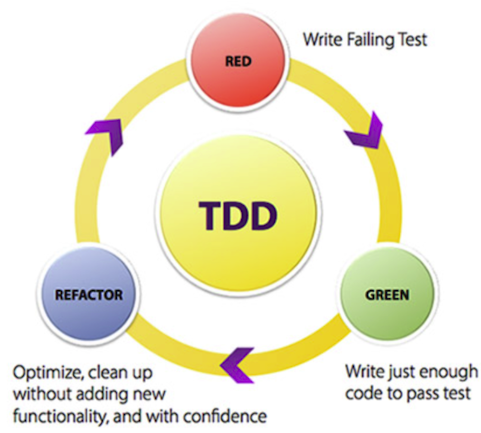 RED
Write Failing Test
TDD
REFACTOR
GREEN
Optimize, clean up
without adding new
functionality, and with confidence
Write just enough
code to pass test